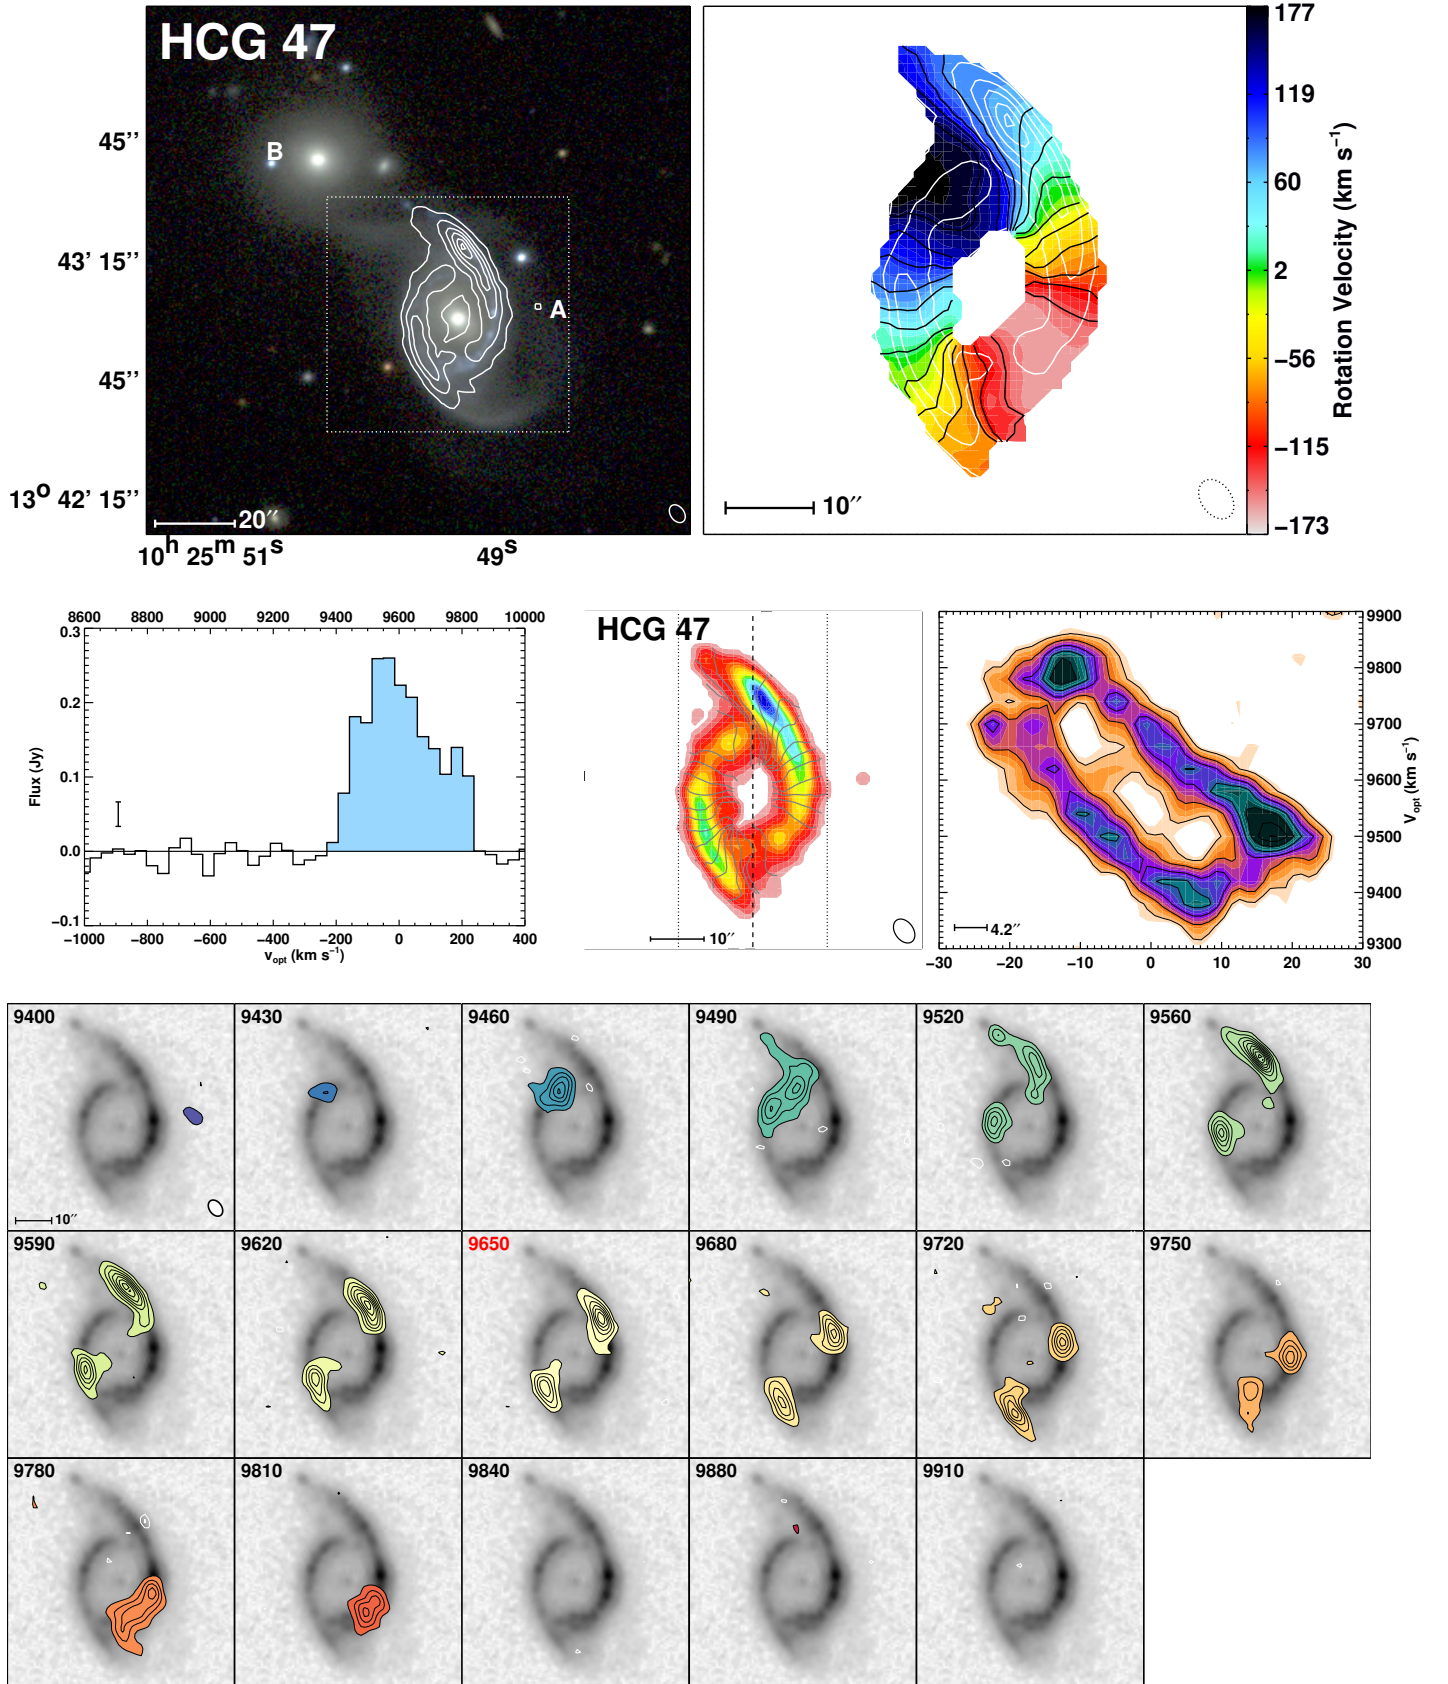 HCG 47
B
A
45’’
43’ 15’’
45’’
13o 42’ 15’’
20’’
10h 25m 51s
49s
10″
177
119
60
2
−56
−115
−173
Rotation Velocity (km s−1)
8600 8800 9000 9200 9400 9600 9800 10000
0.3
0.2
0.1
0.0
−0.1
Flux (Jy)
−1000 −800 −600 −400 −200 0 200 400
vopt (km s−1)
HCG 47
10″
9900
9800
9700
9600
9500
9400
9300
Vopt (km s−1)
4.2″
−30 −20 −10 0 10 20 30
9400 9430 9460 9490 9520 9560
10″
9590 9620 9650 9680 9720 9750
9780 9810 9840 9880 9910